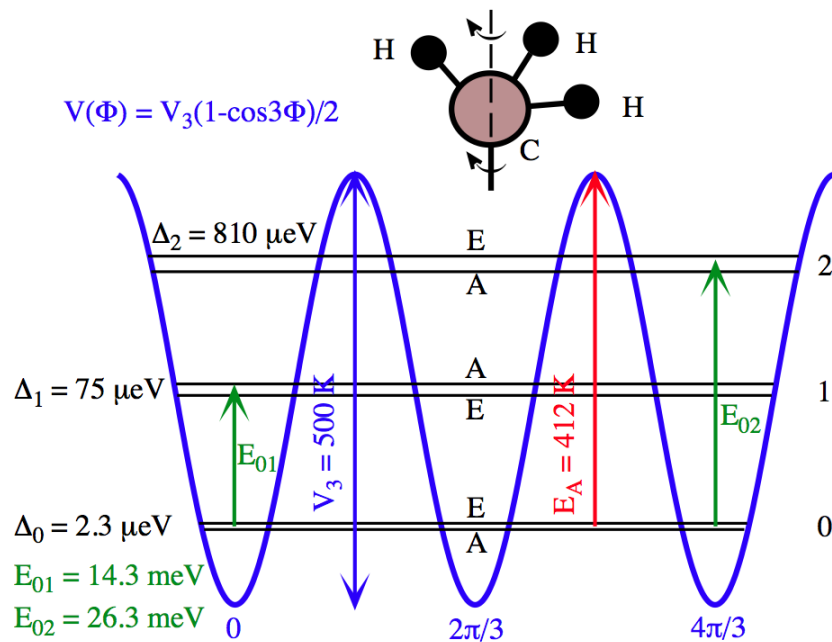 H
H
V(Φ) = V₃(1-cos3Φ)/2
H
C
Δ₂ = 810 μeV
E
A
2
V₃ = 500 K
E_A = 412 K
A
Δ₁ = 75 μeV
1
E
E₀₁
E₀₂
E
Δ₀ = 2.3 μeV
0
A
E₀₁ = 14.3 meV
E₀₂ = 26.3 meV
0
2π/3
4π/3